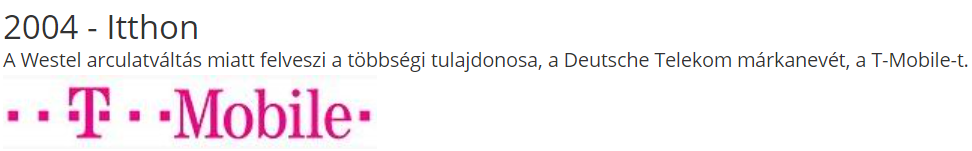 2004 - Itthon
A Westel arculatváltás miatt felveszi a többségi tulajdonosa, a Deutsche Telekom márkanevét, a T-Mobile-t.
· · T · · Mobile ·